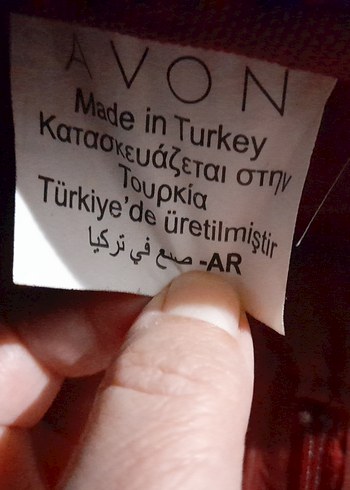 AVON
Made in Turkey
Κατασκευάζεται στην
Τουρκία
Türkiye'de üretilmiştir
صنع في تركيا -AR